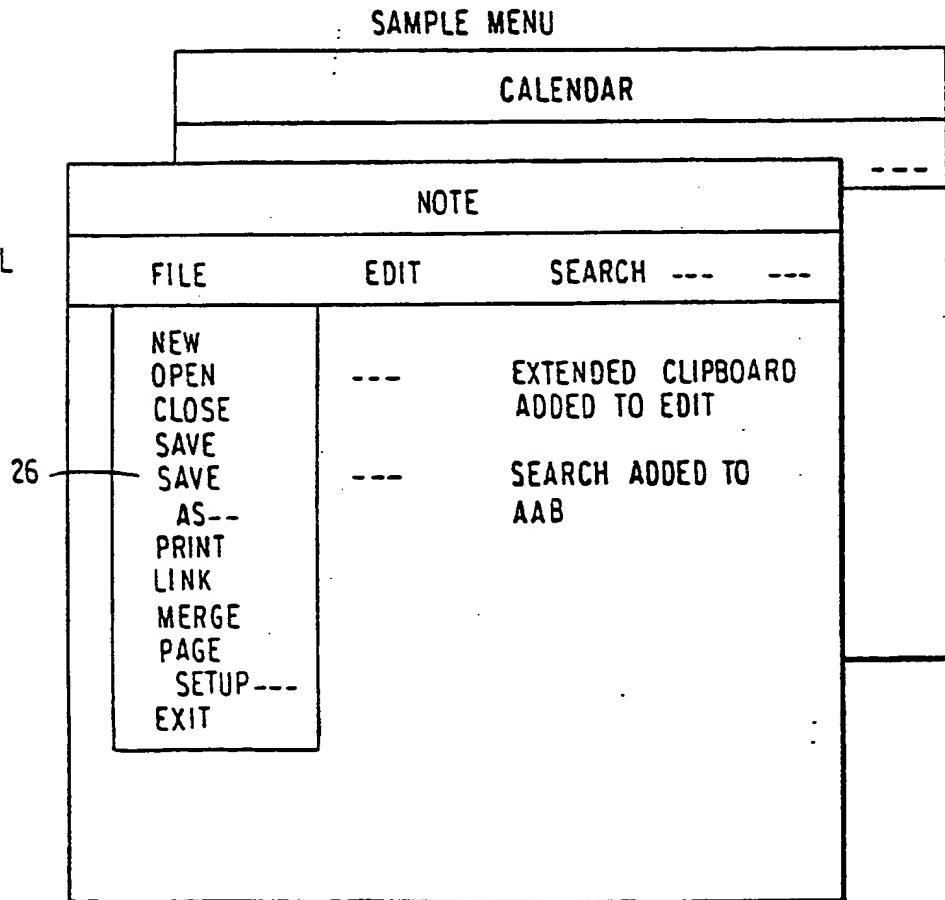 SAMPLE MENU
CALENDAR
---
NOTE
L
FILE EDIT SEARCH --- ---
NEW
OPEN --- EXTENDED CLIPBOARD
CLOSE ADDED TO EDIT
SAVE
26 SAVE --- SEARCH ADDED TO
AS-- AAB
PRINT
LINK
MERGE
PAGE
SETUP---
EXIT